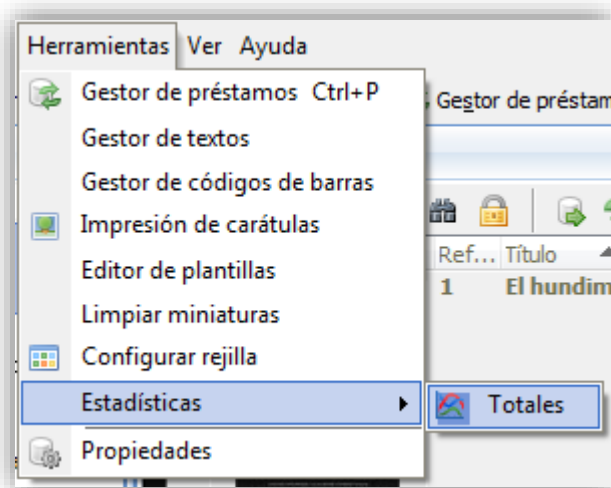 Herramientas Ver Ayuda
Gestor de préstamos Ctrl+P
Gestor de textos
Gestor de códigos de barras
Impresión de carátulas
Editor de plantillas
Limpiar miniaturas
Configurar rejilla
Estadísticas
Totales
Propiedades
Gestor de préstam
Ref... Título
1 El hundim